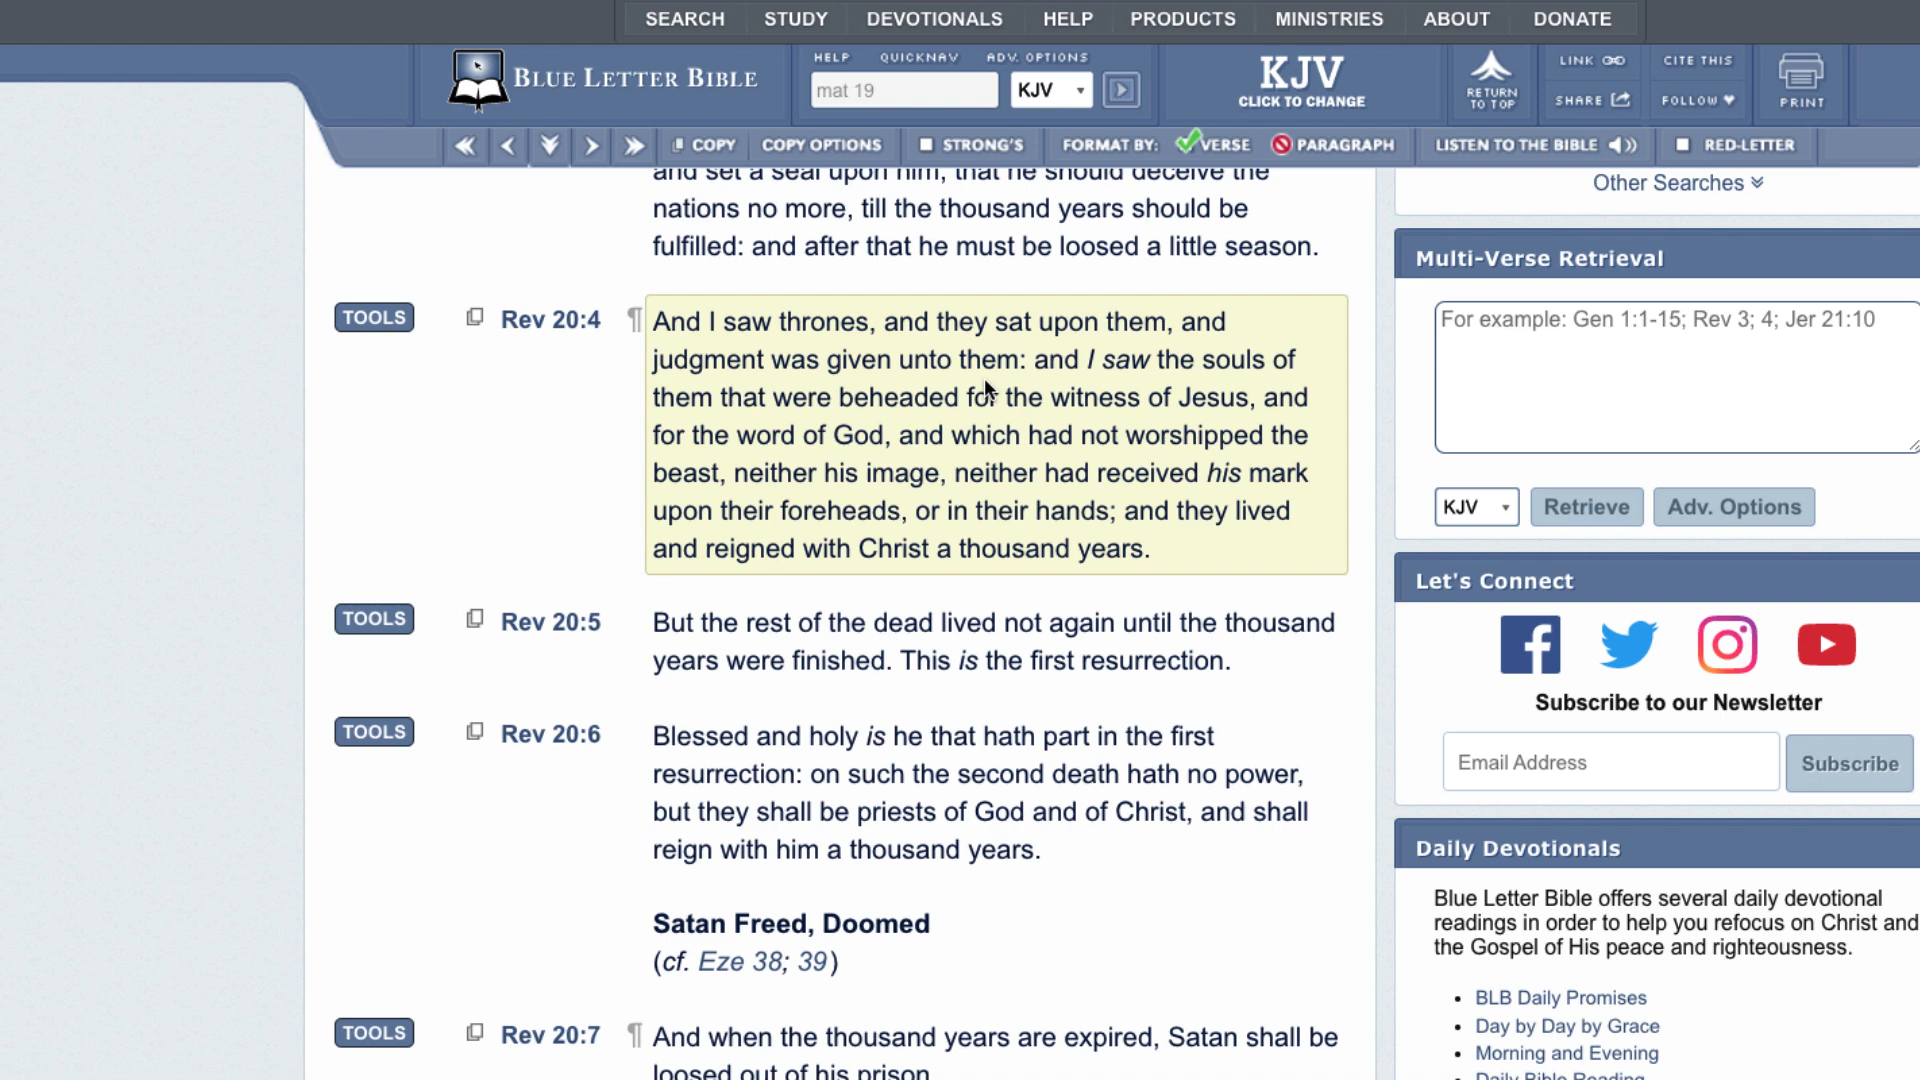 SEARCH STUDY DEVOTIONALS HELP PRODUCTS MINISTRIES ABOUT DONATE
BLUE LETTER BIBLE
HELP QUICKNAV ADV. OPTIONS
mat 19 KJV
KJV
CLICK TO CHANGE
RETURN
TO TOP
LINK
SHARE
CITE THIS
FOLLOW
PRINT
COPY COPY OPTIONS STRONG'S FORMAT BY: VERSE PARAGRAPH LISTEN TO THE BIBLE RED-LETTER
and set a seal upon him, that he should deceive the
nations no more, till the thousand years should be
fulfilled: and after that he must be loosed a little season.
TOOLS Rev 20:4 ¶ And I saw thrones, and they sat upon them, and
judgment was given unto them: and I saw the souls of
them that were beheaded for the witness of Jesus, and
for the word of God, and which had not worshipped the
beast, neither his image, neither had received his mark
upon their foreheads, or in their hands; and they lived
and reigned with Christ a thousand years.
TOOLS Rev 20:5 But the rest of the dead lived not again until the thousand
years were finished. This is the first resurrection.
TOOLS Rev 20:6 Blessed and holy is he that hath part in the first
resurrection: on such the second death hath no power,
but they shall be priests of God and of Christ, and shall
reign with him a thousand years.
Satan Freed, Doomed
(cf. Eze 38; 39)
TOOLS Rev 20:7 ¶ And when the thousand years are expired, Satan shall be
loosed out of his prison
Other Searches
Multi-Verse Retrieval
For example: Gen 1:1-15; Rev 3; 4; Jer 21:10
KJV Retrieve Adv. Options
Let's Connect
Subscribe to our Newsletter
Email Address Subscribe
Daily Devotionals
Blue Letter Bible offers several daily devotional
readings in order to help you refocus on Christ and
the Gospel of His peace and righteousness.
• BLB Daily Promises
• Day by Day by Grace
• Morning and Evening
• Daily Bible Reading